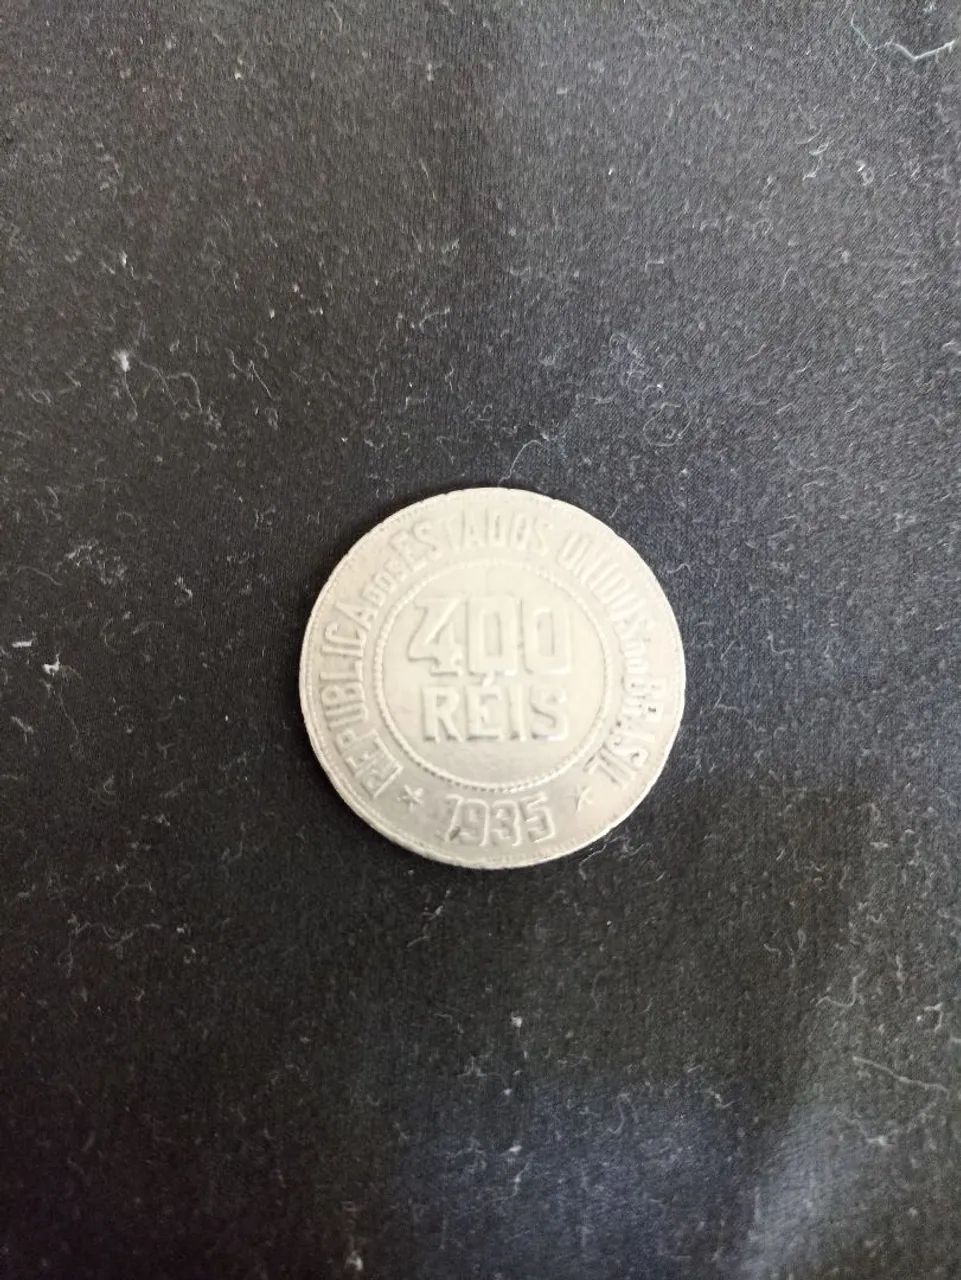 REPUBLICA DOS ESTADOS UNIDOS DO BRASIL
400
RÉIS
★ 1935 ★